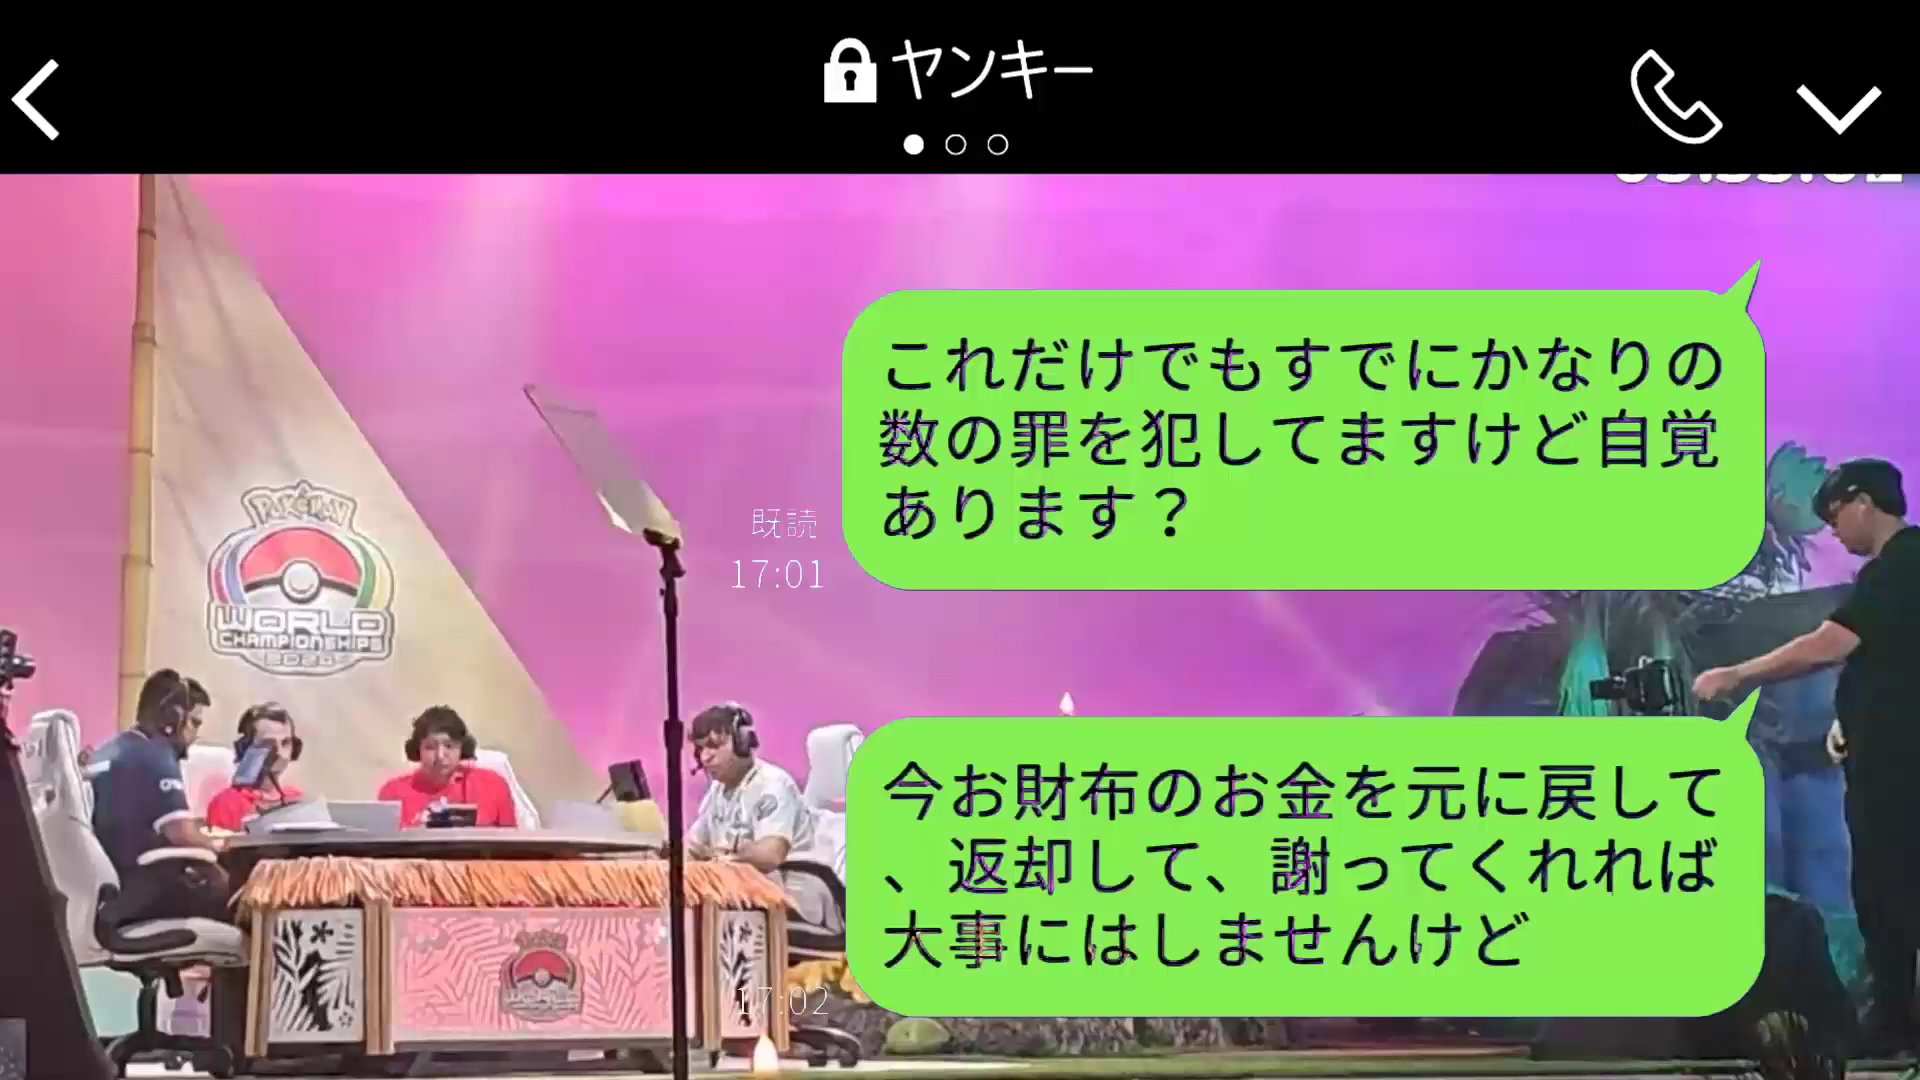 ヤンキー
これだけでもすでにかなりの
数の罪を犯してますけど自覚
あります？
既読
17:01
Pokémon
WORLD
CHAMPIONSHIPS
2024
今お財布のお金を元に戻して
、返却して、謝ってくれれば
大事にはしませんけど
17:02